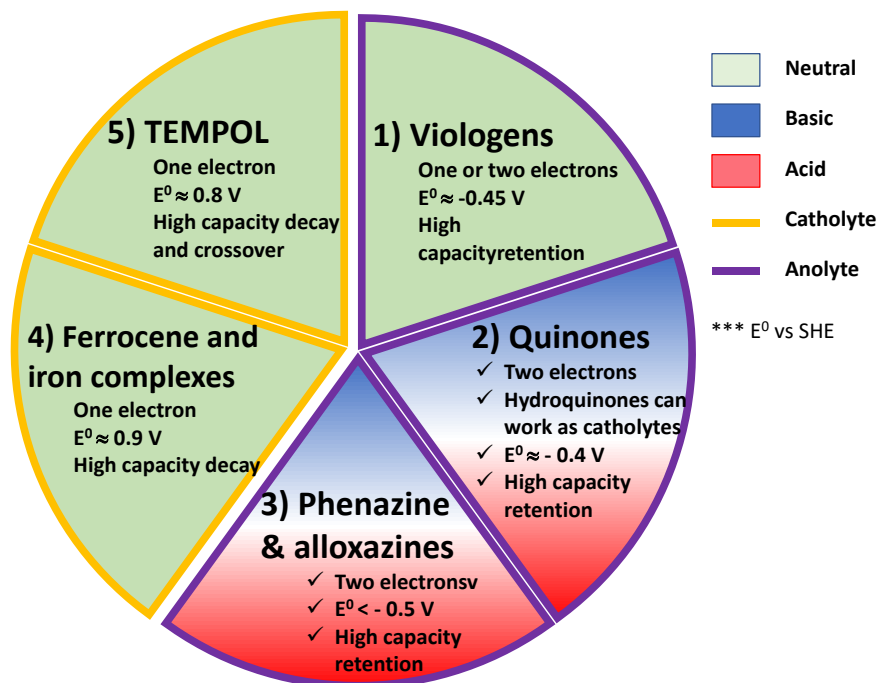 5) TEMPOL
One electron
E⁰ ≈ 0.8 V
High capacity decay
and crossover
1) Viologens
One or two electrons
E⁰ ≈ -0.45 V
High
capacityretention
2) Quinones
✓ Two electrons
✓ Hydroquinones can
work as catholytes
✓ E⁰ ≈ - 0.4 V
✓ High capacity
retention
3) Phenazine
& alloxazines
✓ Two electronsv
✓ E⁰ < - 0.5 V
✓ High capacity
retention
4) Ferrocene and
iron complexes
One electron
E⁰ ≈ 0.9 V
High capacity decay
Neutral
Basic
Acid
Catholyte
Anolyte
*** E⁰ vs SHE